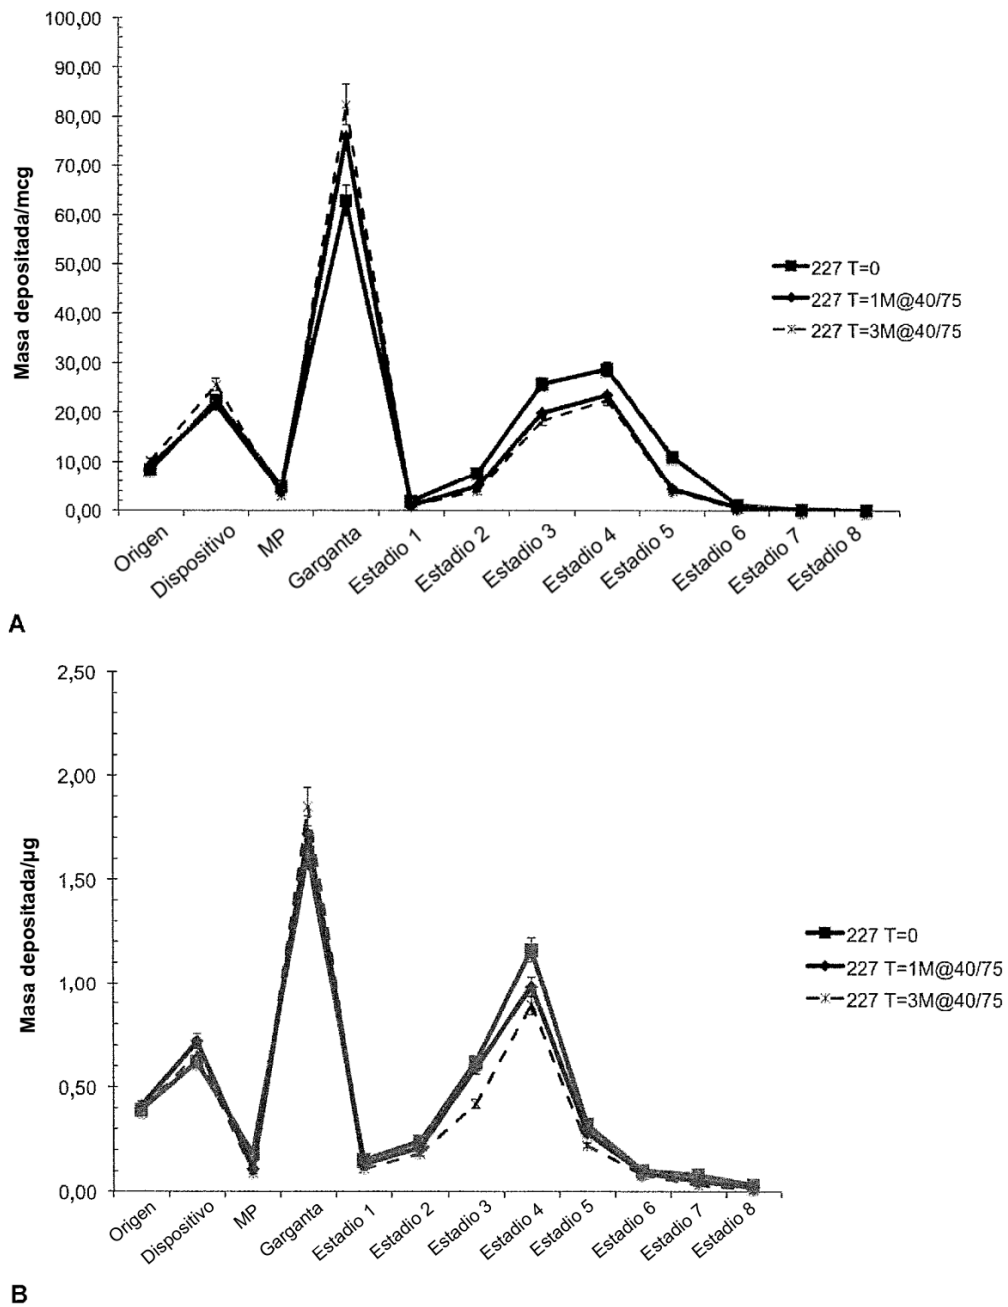 100,00
90,00
80,00
70,00
60,00
50,00
40,00
30,00
20,00
10,00
0,00
Masa depositada/mcg
227 T=0
227 T=1M@40/75
227 T=3M@40/75
Origen
Dispositivo
MP
Garganta
Estadio 1
Estadio 2
Estadio 3
Estadio 4
Estadio 5
Estadio 6
Estadio 7
Estadio 8
A
2,50
2,00
1,50
1,00
0,50
0,00
Masa depositada/µg
227 T=0
227 T=1M@40/75
227 T=3M@40/75
Origen
Dispositivo
MP
Garganta
Estadio 1
Estadio 2
Estadio 3
Estadio 4
Estadio 5
Estadio 6
Estadio 7
Estadio 8
B